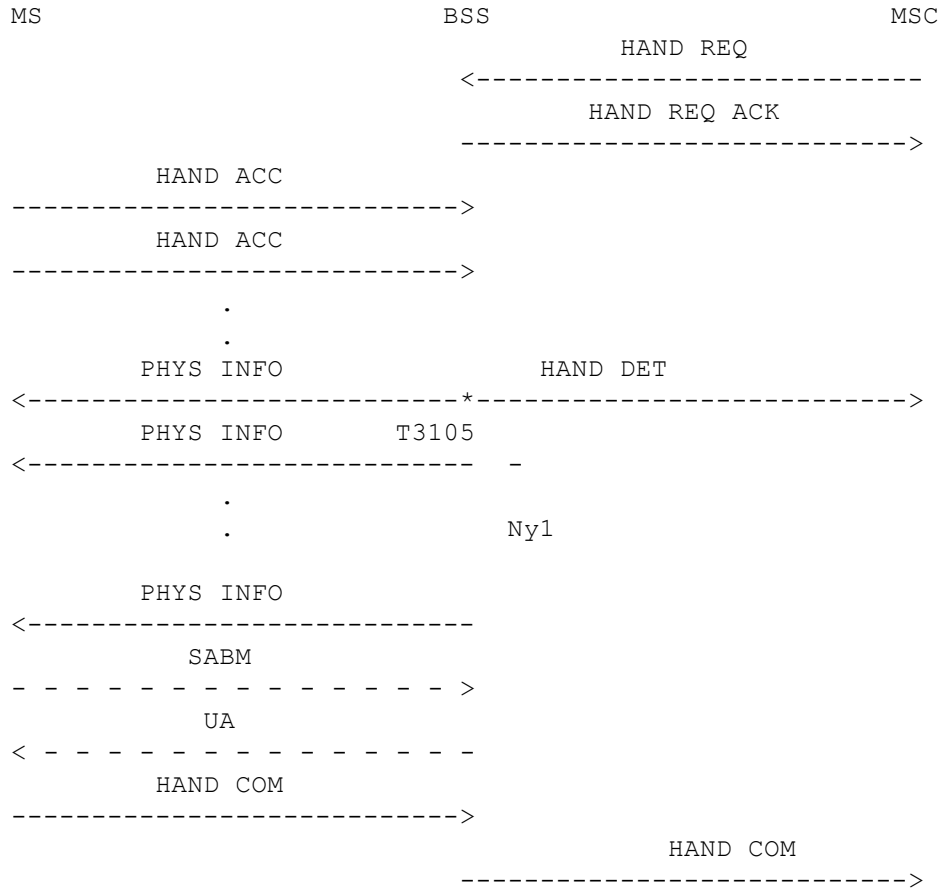 MS BSS MSC
HAND REQ
<----------------------------
HAND REQ ACK
---------------------------->
HAND ACC
---------------------------->
HAND ACC
---------------------------->
.
.
PHYS INFO HAND DET
<---------------------------*--------------------------->
PHYS INFO T3105
<---------------------------- -
.
. Ny1
PHYS INFO
<----------------------------
SABM
- - - - - - - - - - - - - - >
UA
< - - - - - - - - - - - - - -
HAND COM
---------------------------->
HAND COM
---------------------------->